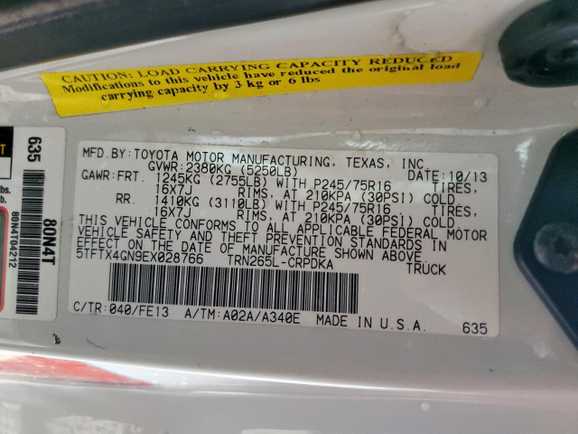 CAUTION: LOAD CARRYING CAPACITY REDUCED
Modifications to this vehicle have reduced the original load
carrying capacity by 3 kg or 6 lbs
MFD.BY: TOYOTA MOTOR MANUFACTURING, TEXAS, INC.
GVWR: 2380KG (5250LB) 10/13
GAWR: FRT. 1245KG (2755LB) WITH P245/75R16 TIRES,
16X7J RIMS, AT 210KPA (30PSI) COLD
RR. 1410KG (3110LB) WITH P245/75R16 TIRES,
16X7J RIMS, AT 210KPA (30PSI) COLD
THIS VEHICLE CONFORMS TO ALL APPLICABLE FEDERAL MOTOR
VEHICLE SAFETY AND THEFT PREVENTION STANDARDS IN
EFFECT ON THE DATE OF MANUFACTURE SHOWN ABOVE.
5TFTX4GN9EX028766 TRN265L-CRPDKA TRUCK
C/TR: 040/FE13 A/TM: A02A/A340E MADE IN U.S.A. 635
635
80N4T
lbs.